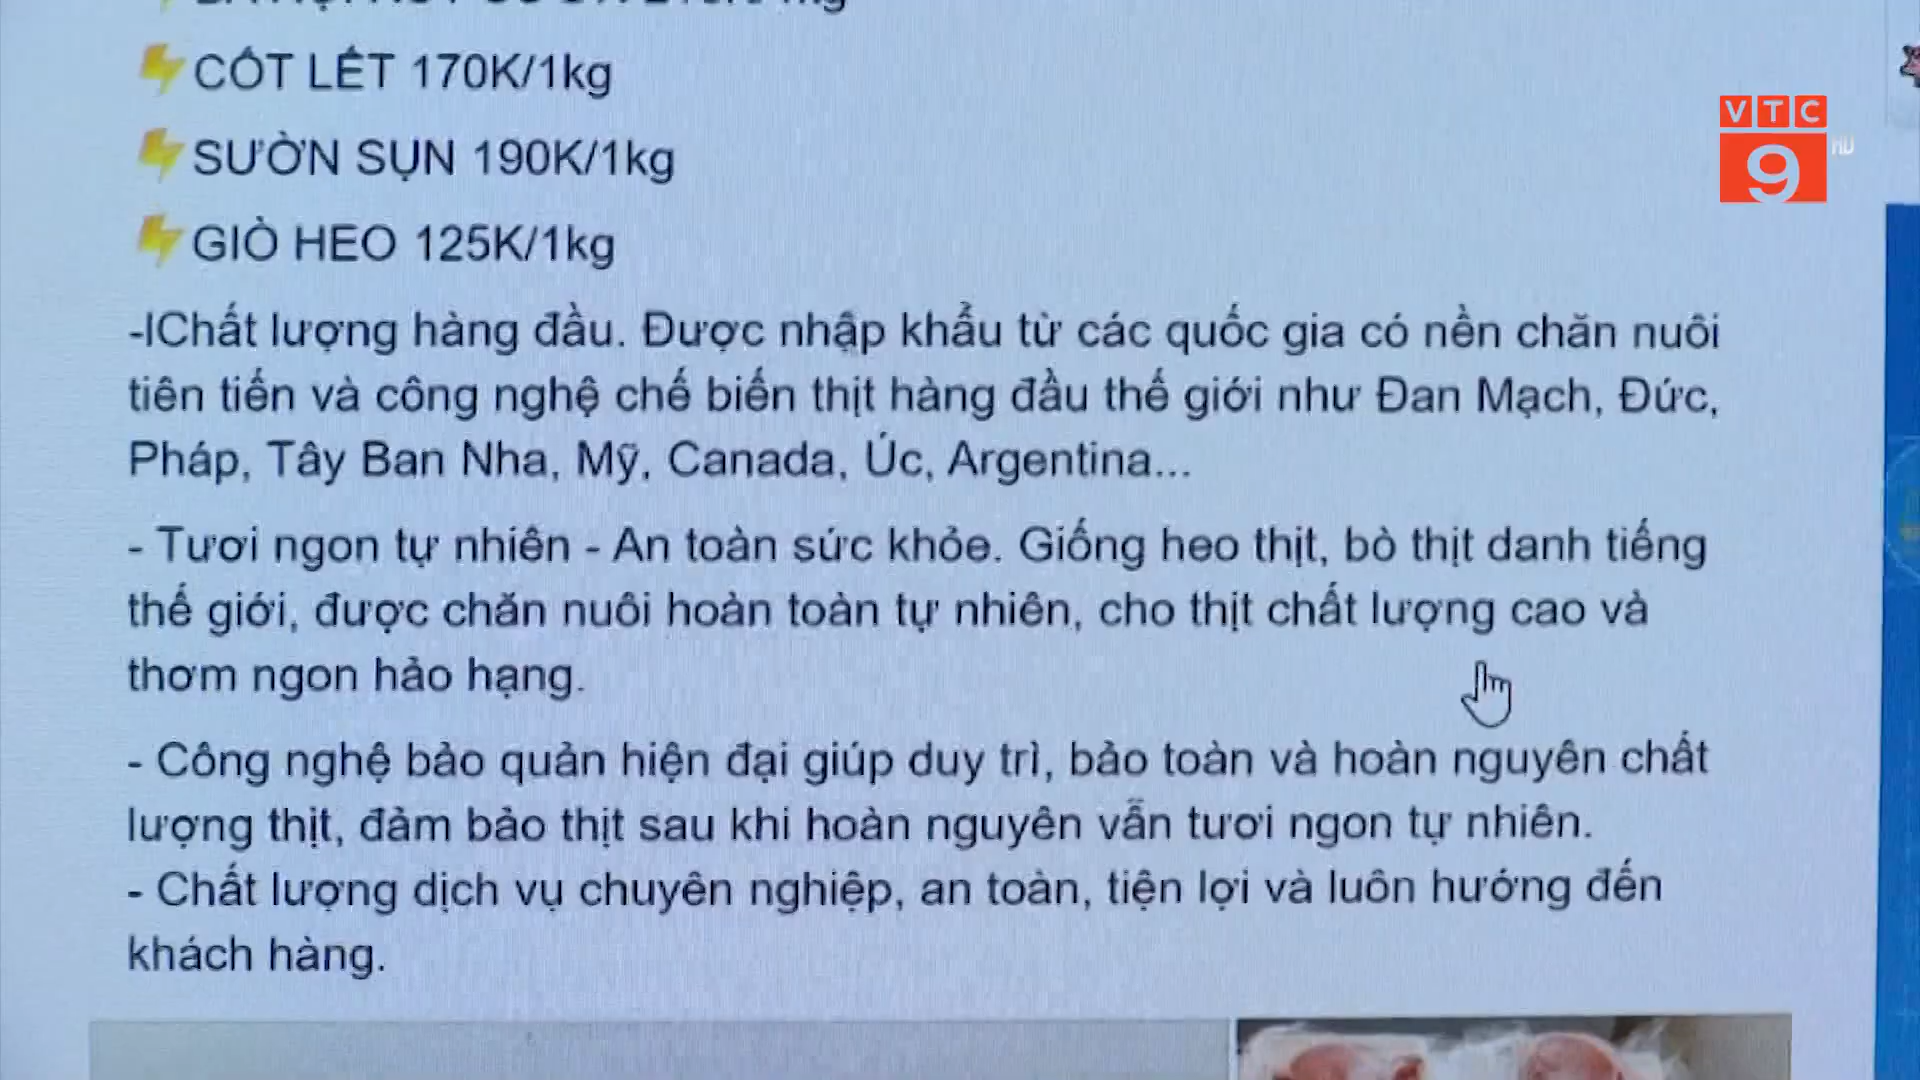 ⚡CỐT LẾT 170K/1kg
⚡SƯỜN SỤN 190K/1kg
⚡GIÒ HEO 125K/1kg
-IChất lượng hàng đầu. Được nhập khẩu từ các quốc gia có nền chăn nuôi
tiên tiến và công nghệ chế biến thịt hàng đầu thế giới như Đan Mạch, Đức,
Pháp, Tây Ban Nha, Mỹ, Canada, Úc, Argentina...
- Tươi ngon tự nhiên - An toàn sức khỏe. Giống heo thịt, bò thịt danh tiếng
thế giới, được chăn nuôi hoàn toàn tự nhiên, cho thịt chất lượng cao và
thơm ngon hảo hạng.
- Công nghệ bảo quản hiện đại giúp duy trì, bảo toàn và hoàn nguyên chất
lượng thịt, đảm bảo thịt sau khi hoàn nguyên vẫn tươi ngon tự nhiên.
- Chất lượng dịch vụ chuyên nghiệp, an toàn, tiện lợi và luôn hướng đến
khách hàng.
VTC
9
HD